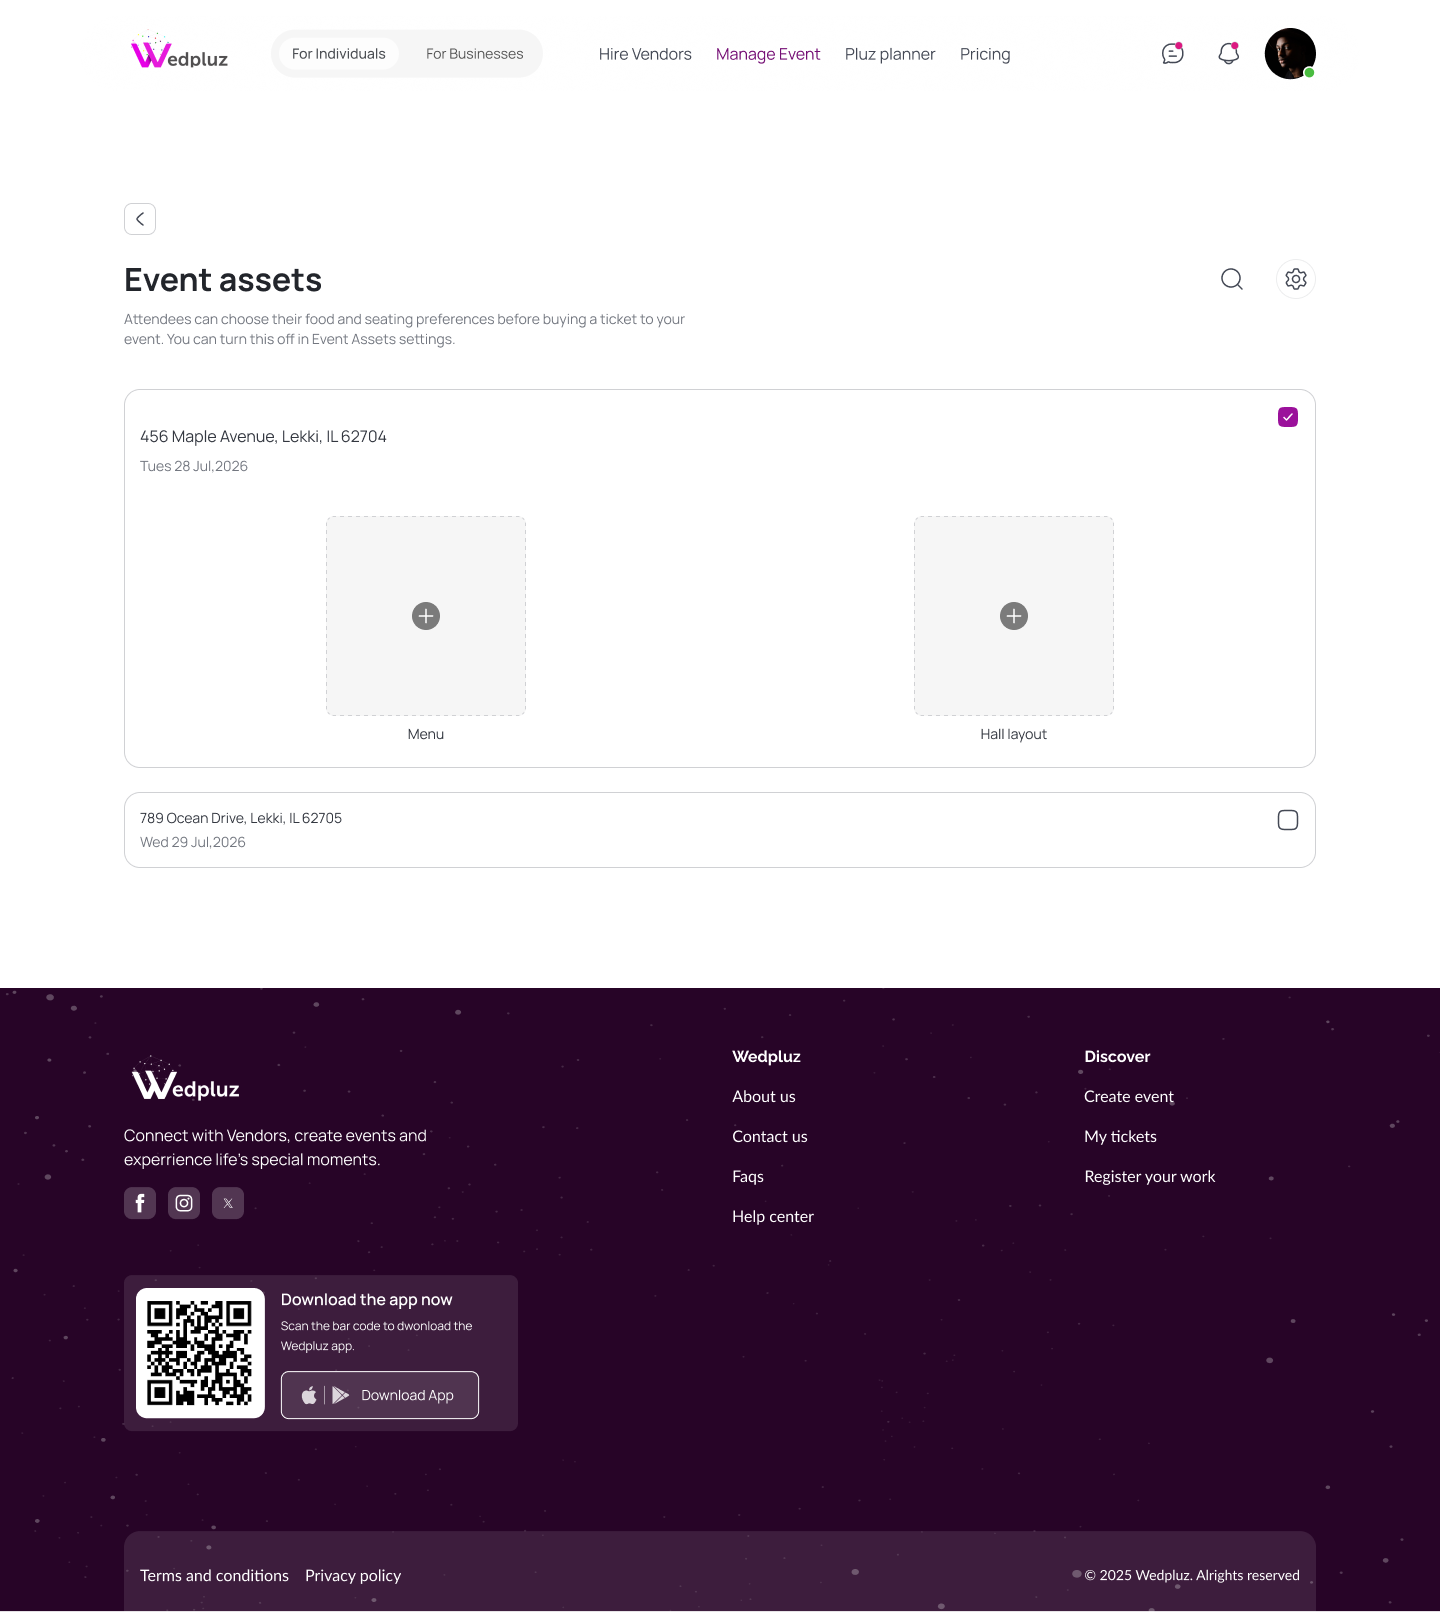 Wedpluz
For Individuals
For Businesses
Hire Vendors
Manage Event
Pluz planner
Pricing
Event assets
Attendees can choose their food and seating preferences before buying a ticket to your
event. You can turn this off in Event Assets settings.
456 Maple Avenue, Lekki, IL 62704
Tues 28 Jul,2026
Menu
Hall layout
789 Ocean Drive, Lekki, IL 62705
Wed 29 Jul,2026
Wedpluz
Connect with Vendors, create events and
experrience life's special moments.
Download the app now
Scan the bar code to dwonload the
Wedpluz app.
Download App
Wedpluz
About us
Contact us
Faqs
Help center
Discover
Create event
My tickets
Register your work
Terms and conditions
Privacy policy
© 2025 Wedpluz. Alrights reserved